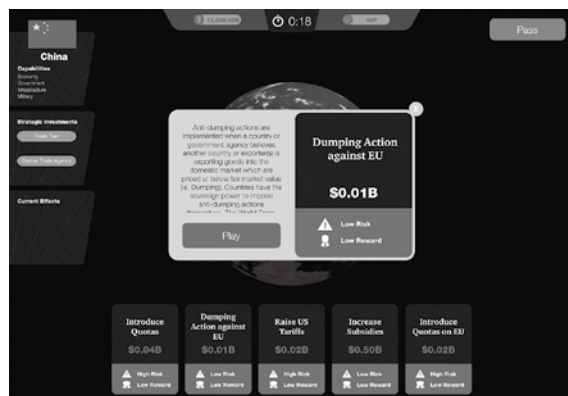 0:18
Pass
China
Capabilities
Economy
Government
Infrastructure
Military
Strategic Investments
Trade Ties
Current Effects
X
Anti-dumping actions are
implemented when a country or
government agency believes
another country or exporter(s) is
exporting goods into the
domestic market which are
priced at below fair market value
(ie. Dumping). Countries have the
sovereign power to impose
anti-dumping actions
Play
Dumping Action
against EU
$0.01B
Low Risk
Low Reward
Introduce
Quotas
$0.04B
High Risk
Low Reward
Dumping
Action against
EU
$0.01B
Low Risk
Low Reward
Raise US
Tariffs
$0.02B
High Risk
Low Reward
Increase
Subsidies
$0.50B
Low Risk
Low Reward
Introduce
Quotas on EU
$0.02B
High Risk
Low Reward